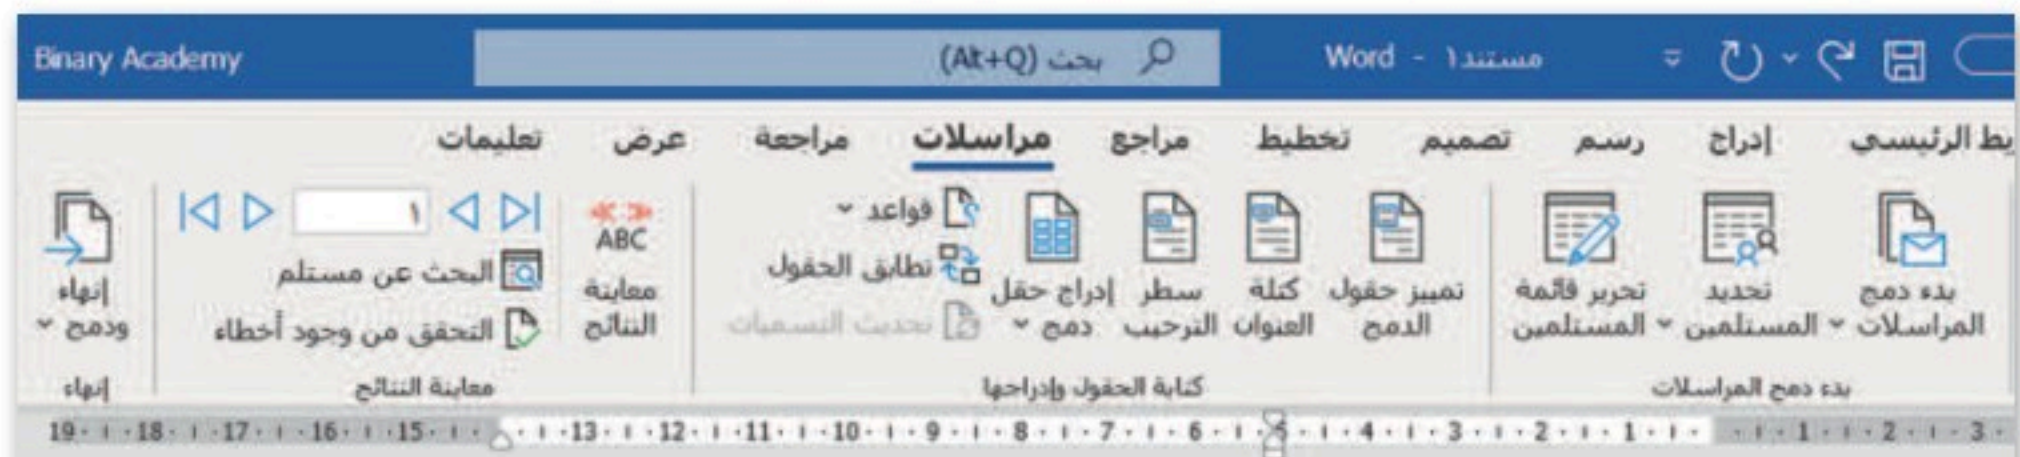 مستند١ - Word
بحث (Alt+Q)
Binary Academy
يط الرئيسي
إدراج
رسم
تصميم
تخطيط
مراجع
مراسلات
مراجعة
عرض
تعليمات
بدء دمج
المراسلات
تحديد
المستلمين
تحرير قائمة
المستلمين
بدء دمج المراسلات
تمييز حقول
الدمج
كتلة
العنوان
سطر
الترحيب
إدراج حقل
دمج
قواعد
تطابق الحقول
تحديث التسميات
كتابة الحقول وإدراجها
ABC
معاينة
النتائج
١
البحث عن مستلم
التحقق من وجود أخطاء
معاينة النتائج
إنهاء
ودمج
إنهاء
19 18 17 16 15 13 12 11 10 9 8 7 6 5 4 3 2 1 1 2 3